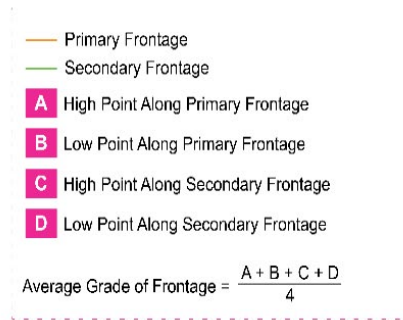 Primary Frontage
Secondary Frontage
A High Point Along Primary Frontage
B Low Point Along Primary Frontage
C High Point Along Secondary Frontage
D Low Point Along Secondary Frontage
Average Grade of Frontage = A + B + C + D
4